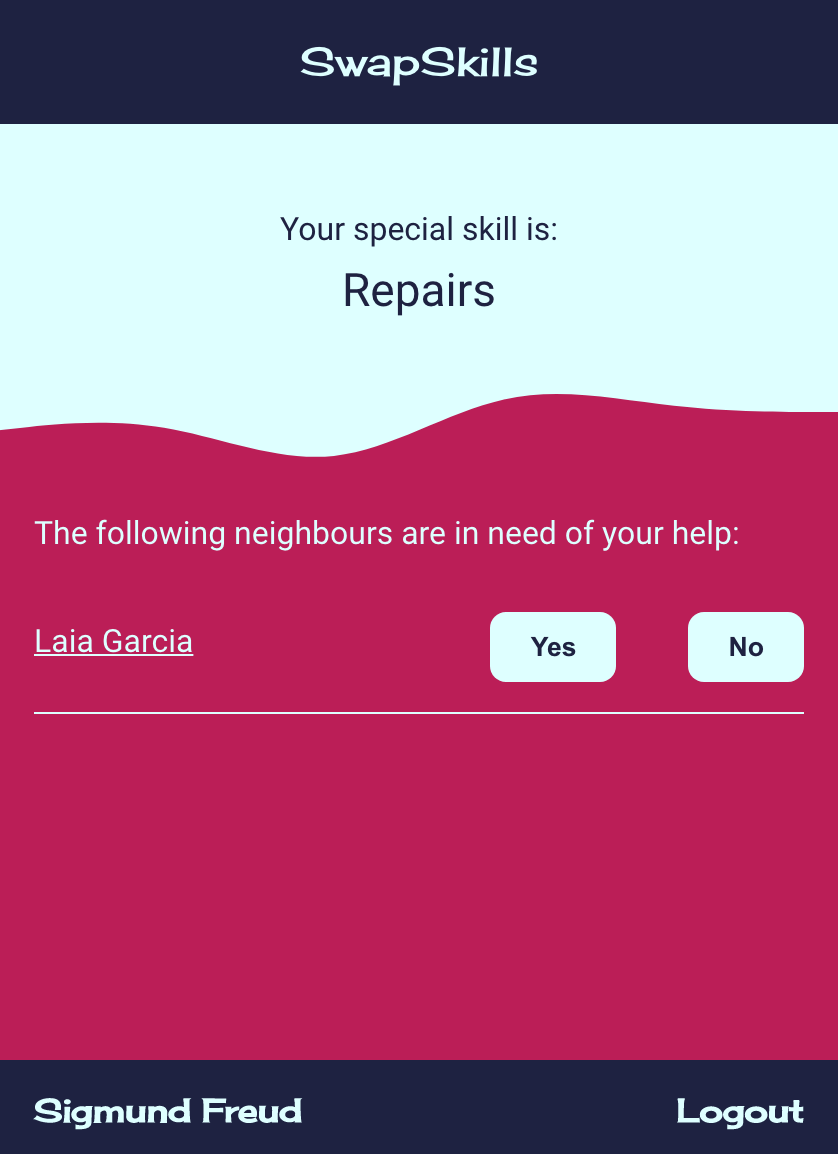 SwapSkills
Your special skill is:
Repairs
The following neighbours are in need of your help:
Laia Garcia Yes No
Sigmund Freud Logout